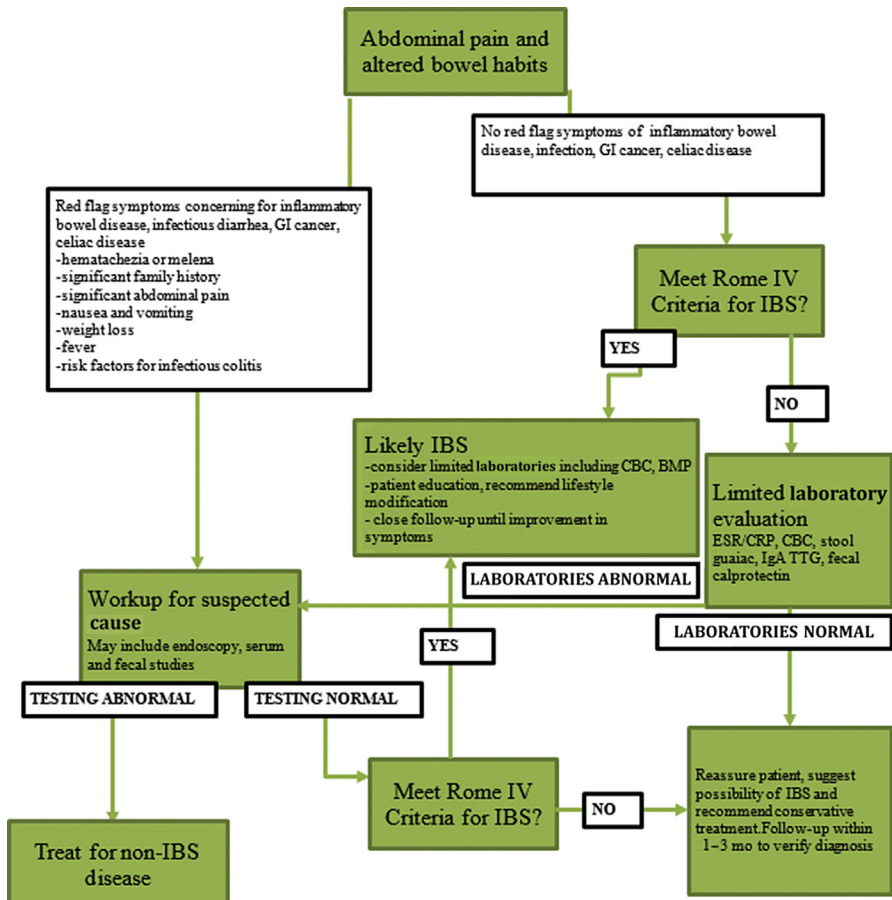 Abdominal pain and
altered bowel habits
No red flag symptoms of inflammatory bowel
disease, infection, GI cancer, celiac disease
Red flag symptoms concerning for inflammatory
bowel disease, infectious diarrhea, GI cancer,
celiac disease
-hematachezia or melena
-significant family history
-significant abdominal pain
-nausea and vomiting
-weight loss
-fever
-risk factors for infectious colitis
Meet Rome IV
Criteria for IBS?
YES
NO
Likely IBS
-consider limited laboratories including CBC, BMP
-patient education, recommend lifestyle
modification
- close follow-up until improvement in
symptoms
Limited laboratory
evaluation
ESR/CRP, CBC, stool
guaiac, IgA TTG, fecal
calprotectin
LABORATORIES ABNORMAL
Workup for suspected
cause
May include endoscopy, serum
and fecal studies
YES
LABORATORIES NORMAL
TESTING ABNORMAL
TESTING NORMAL
Meet Rome IV
Criteria for IBS?
NO
Reassure patient, suggest
possibility of IBS and
recommend conservative
treatment.Follow-up within
1–3 mo to verify diagnosis
Treat for non-IBS
disease